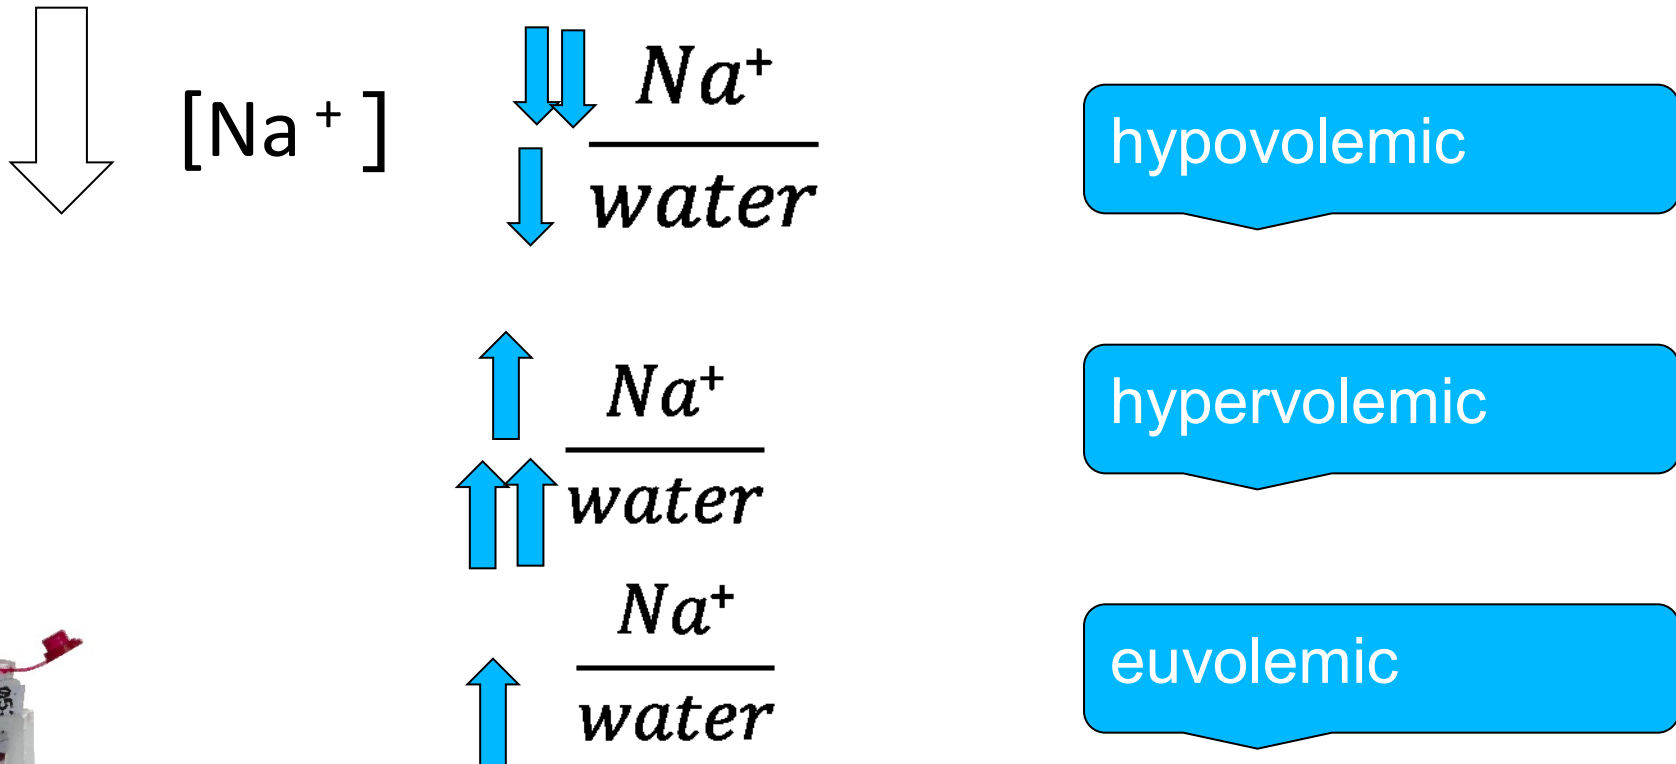 [Na⁺]
Na⁺
water
hypovolemic
Na⁺
water
hypervolemic
Na⁺
water
euvolemic